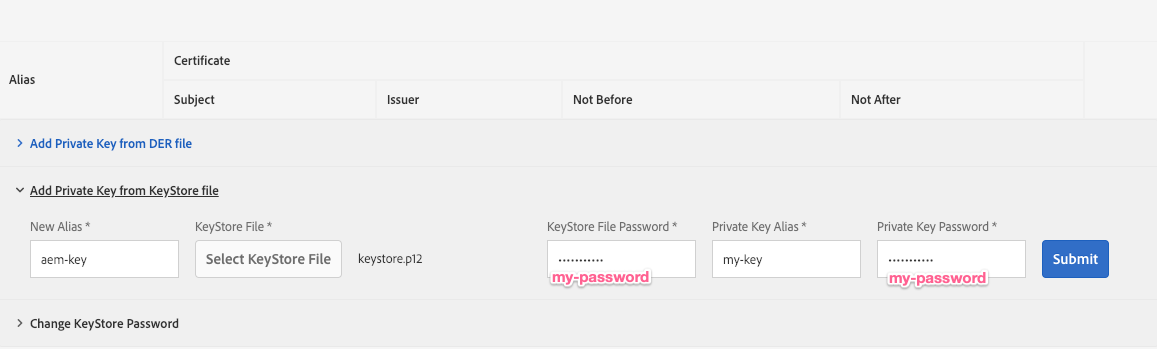 Certificate
Alias
Subject Issuer Not Before Not After
Add Private Key from DER file
Add Private Key from KeyStore file
New Alias * KeyStore File * KeyStore File Password * Private Key Alias * Private Key Password *
aem-key Select KeyStore File keystore.p12 ••••••••••• my-key ••••••••••• Submit
my-password my-password
Change KeyStore Password